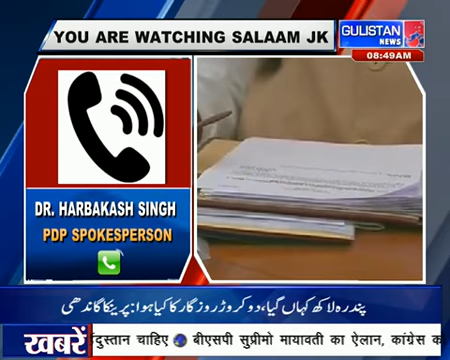 YOU ARE WATCHING SALAAM JK
GULISTAN
NEWS
08:49AM
DR. HARBAKASH SINGH
PDP SPOKESPERSON
پندرہ لاکھ کہاں گیا، دو کروڑ روزگار کا کیا ہوا: پرینکا گاندھی
खबरें
दुस्तान चाहिए बीएसपी सुप्रीमो मायावती का ऐलान, कांग्रेस क